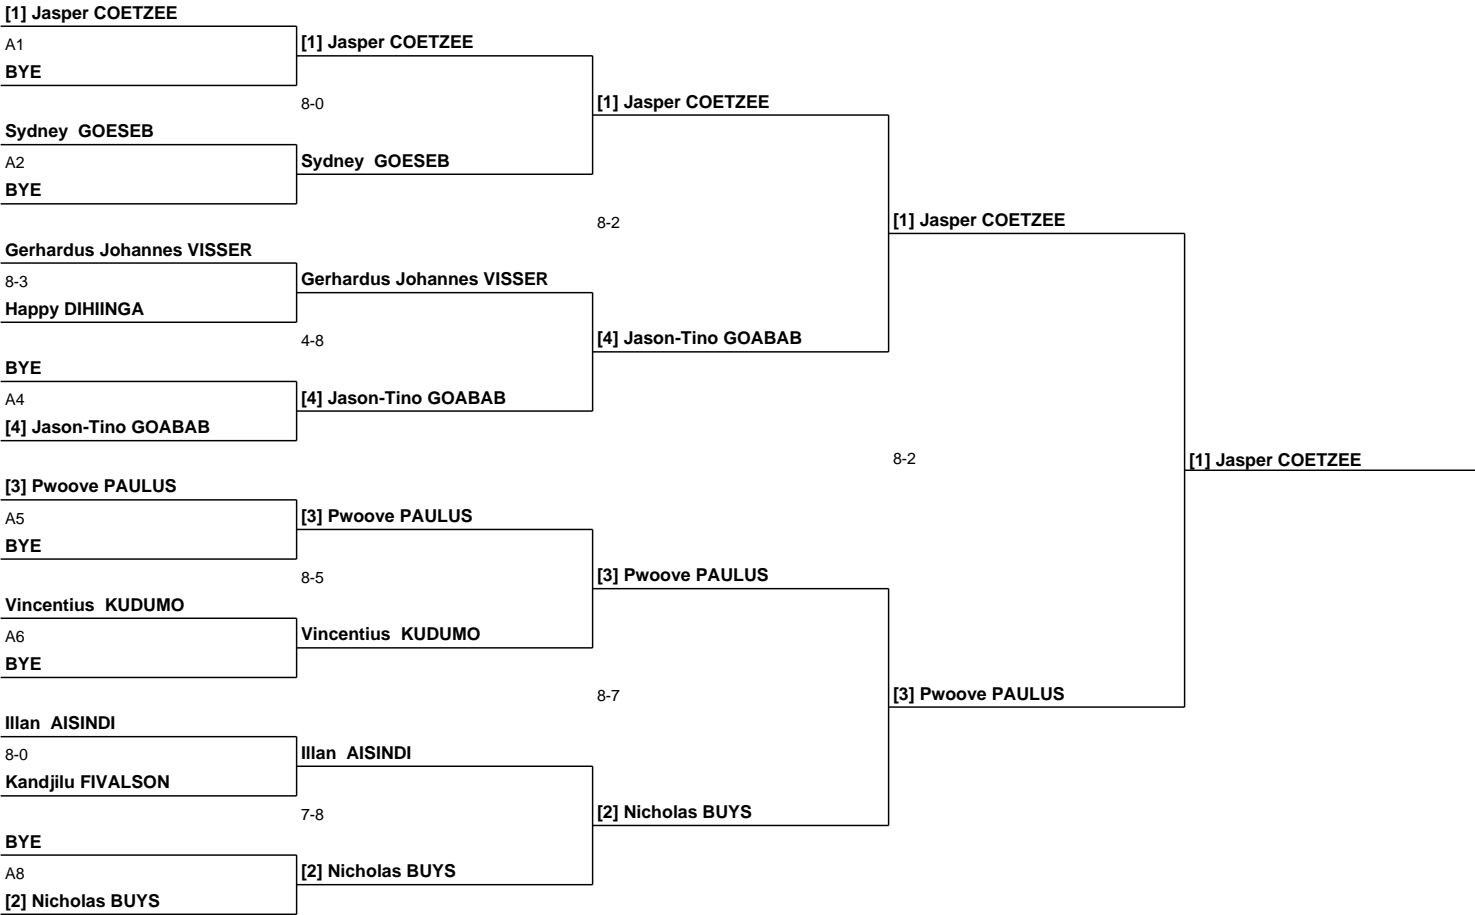 [1] Jasper COETZEE
A1
BYE
Sydney GOESEB
A2
BYE
Gerhardus Johannes VISSER
8-3
Happy DIHIINGA
BYE
A4
[4] Jason-Tino GOABAB
[3] Pwoove PAULUS
A5
BYE
Vincentius KUDUMO
A6
BYE
Illan AISINDI
8-0
Kandjilu FIVALSON
BYE
A8
[2] Nicholas BUYS
[1] Jasper COETZEE
8-0
Sydney GOESEB
Gerhardus Johannes VISSER
4-8
[4] Jason-Tino GOABAB
[3] Pwoove PAULUS
8-5
Vincentius KUDUMO
Illan AISINDI
7-8
[2] Nicholas BUYS
[1] Jasper COETZEE
8-2
[4] Jason-Tino GOABAB
[3] Pwoove PAULUS
8-7
[2] Nicholas BUYS
[1] Jasper COETZEE
8-2
[3] Pwoove PAULUS
[1] Jasper COETZEE